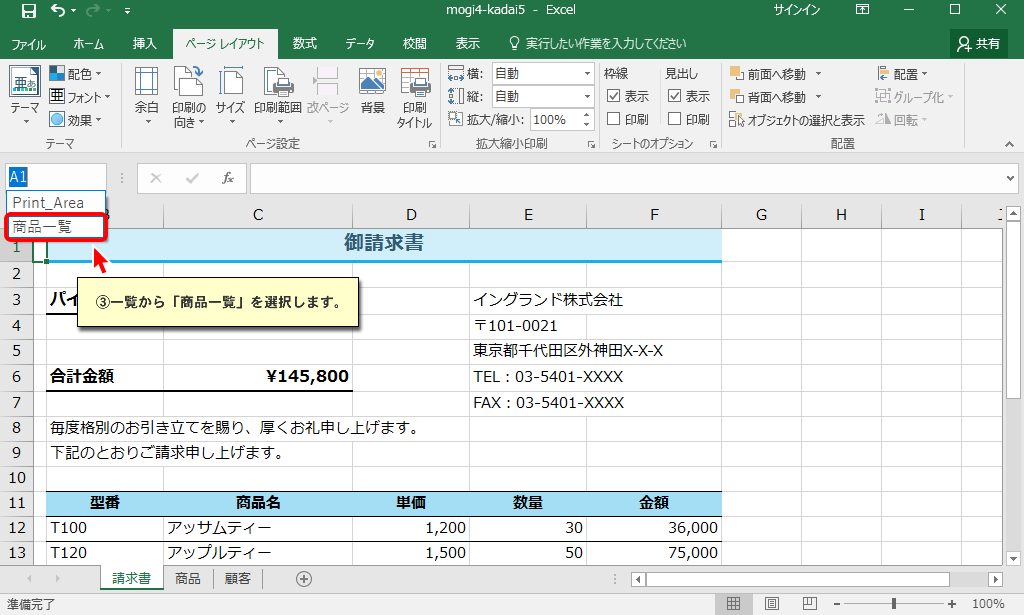 mogi4-kadai5 - Excel
サインイン
ファイル ホーム 挿入 ページ レイアウト 数式 データ 校閲 表示 実行したい作業を入力してください 共有
テーマ
配色
フォント
効果
テーマ
余白
印刷の
向き
サイズ
印刷範囲
改ページ
背景
印刷
タイトル
ページ設定
横: 自動
縦: 自動
拡大/縮小: 100%
拡大縮小印刷
枠線 見出し
表示 表示
印刷 印刷
シートのオプション
前面へ移動
背面へ移動
オブジェクトの選択と表示
配置
グループ化
回転
配置
A1
fx
Print_Area
商品一覧
B C D E F G H I
1 御請求書
2
③一覧から「商品一覧」を選択します。
3 パイ イングランド株式会社
4 〒101-0021
5 東京都千代田区外神田X-X-X
6 合計金額 ¥145,800 TEL：03-5401-XXXX
7 FAX：03-5401-XXXX
8 毎度格別のお引き立てを賜り、厚くお礼申し上げます。
9 下記のとおりご請求申し上げます。
10
11 型番 商品名 単価 数量 金額
12 T100 アッサムティー 1,200 30 36,000
13 T120 アップルティー 1,500 50 75,000
請求書 商品 顧客
準備完了
100%